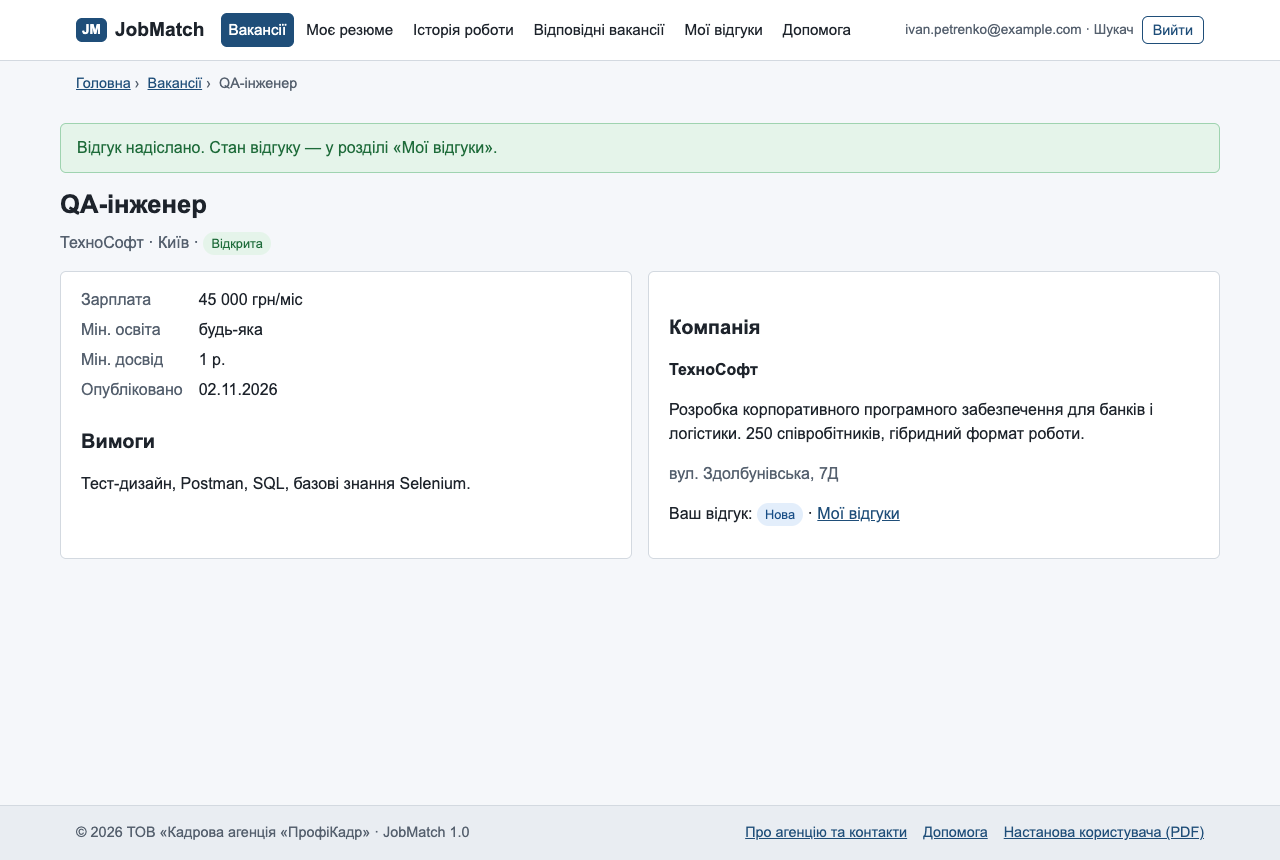 JM JobMatch Вакансії Моє резюме Історія роботи Відповідні вакансії Мої відгуки Допомога ivan.petrenko@example.com · Шукач Вийти
Головна › Вакансії › QA-інженер
Відгук надіслано. Стан відгуку — у розділі «Мої відгуки».
QA-інженер
ТехноСофт · Київ · Відкрита
Зарплата 45 000 грн/міс
Мін. освіта будь-яка
Мін. досвід 1 р.
Опубліковано 02.11.2026
Вимоги
Тест-дизайн, Postman, SQL, базові знання Selenium.
Компанія
ТехноСофт
Розробка корпоративного програмного забезпечення для банків і
логістики. 250 співробітників, гібридний формат роботи.
вул. Здолбунівська, 7Д
Ваш відгук: Нова · Мої відгуки
© 2026 ТОВ «Кадрова агенція «ПрофіКадр» · JobMatch 1.0 Про агенцію та контакти Допомога Настанова користувача (PDF)